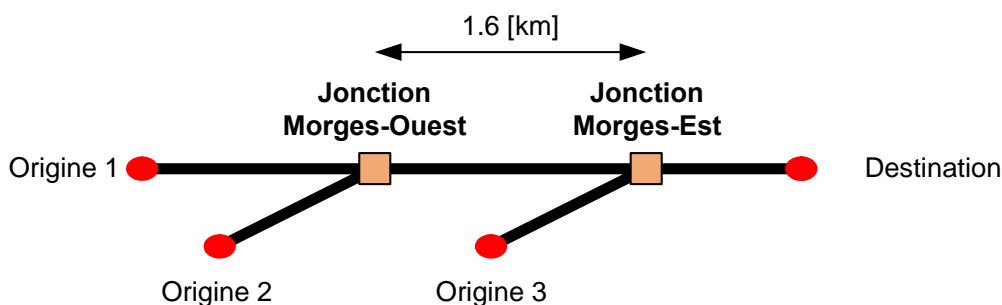 1.6 [km]
Jonction
Morges-Ouest
Jonction
Morges-Est
Origine 1
Destination
Origine 2
Origine 3